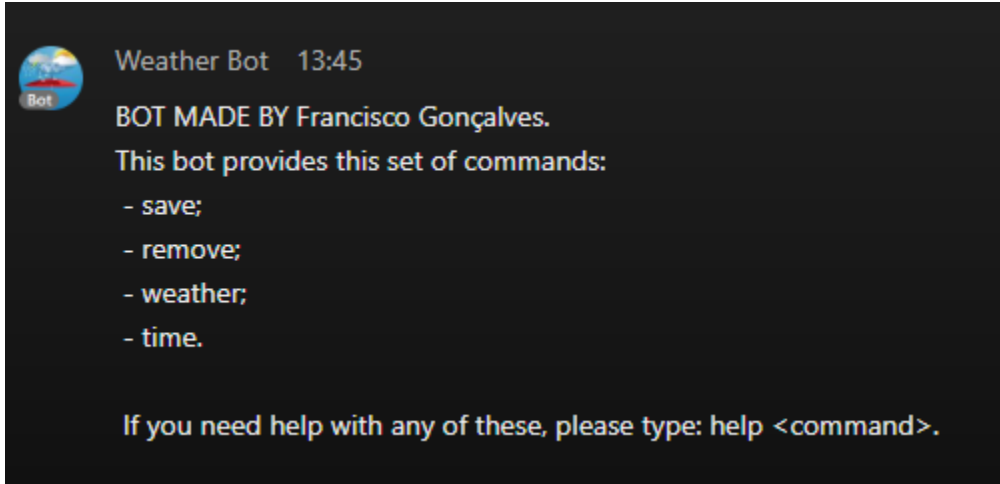 Weather Bot 13:45
Bot
BOT MADE BY Francisco Gonçalves.
This bot provides this set of commands:
- save;
- remove;
- weather;
- time.
If you need help with any of these, please type: help <command>.